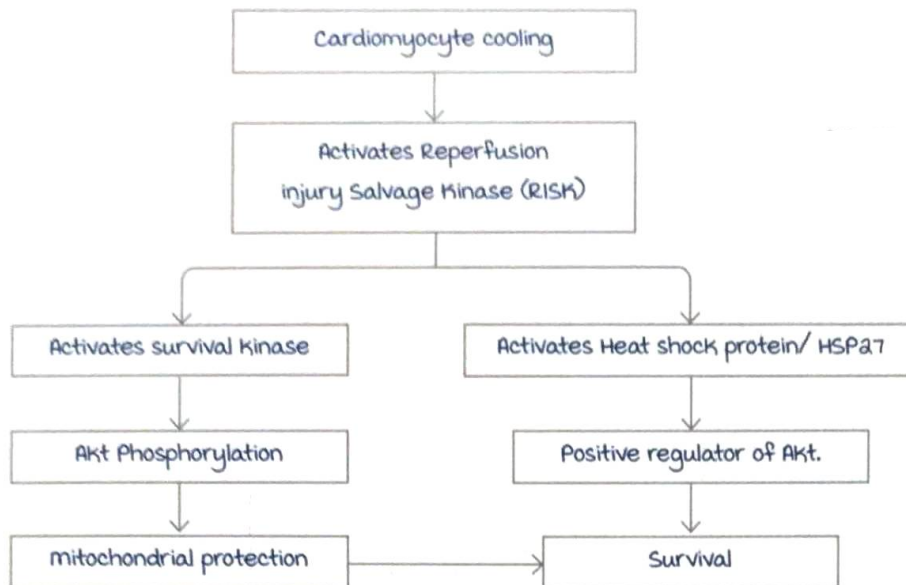 Cardiomyocyte cooling
Activates Reperfusion
injury Salvage Kinase (RISK)
Activates survival kinase
Activates Heat shock protein/ HSP27
Akt Phosphorylation
Positive regulator of Akt.
mitochondrial protection
Survival